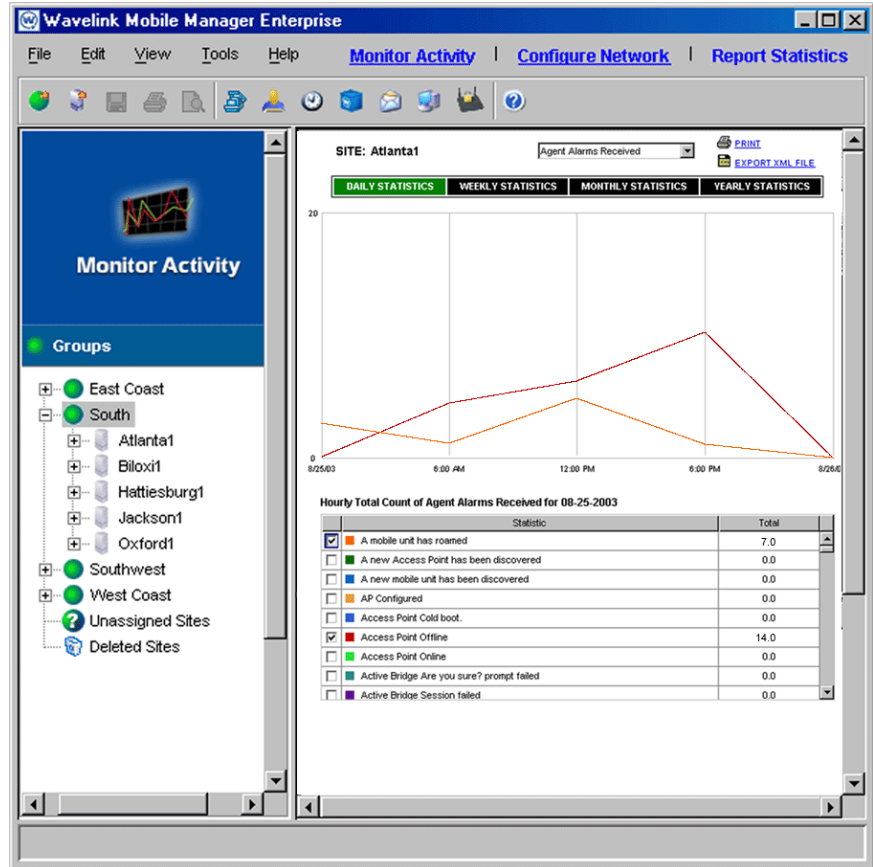 Wavelink Mobile Manager Enterprise
File Edit View Tools Help Monitor Activity | Configure Network | Report Statistics
Monitor Activity
Groups
East Coast
South
Atlanta1
Biloxi1
Hattiesburg1
Jackson1
Oxford1
Southwest
West Coast
Unassigned Sites
Deleted Sites
SITE: Atlanta1
Agent Alarms Received
PRINT
EXPORT XML FILE
DAILY STATISTICS WEEKLY STATISTICS MONTHLY STATISTICS YEARLY STATISTICS
20
0
8/25/03 6:00 AM 12:00 PM 6:00 PM 8/26/0
Hourly Total Count of Agent Alarms Received for 08-25-2003
Statistic Total
A mobile unit has roamed 7.0
A new Access Point has been discovered 0.0
A new mobile unit has been discovered 0.0
AP Configured 0.0
Access Point Cold boot. 0.0
Access Point Offline 14.0
Access Point Online 0.0
Active Bridge Are you sure? prompt failed 0.0
Active Bridge Session failed 0.0